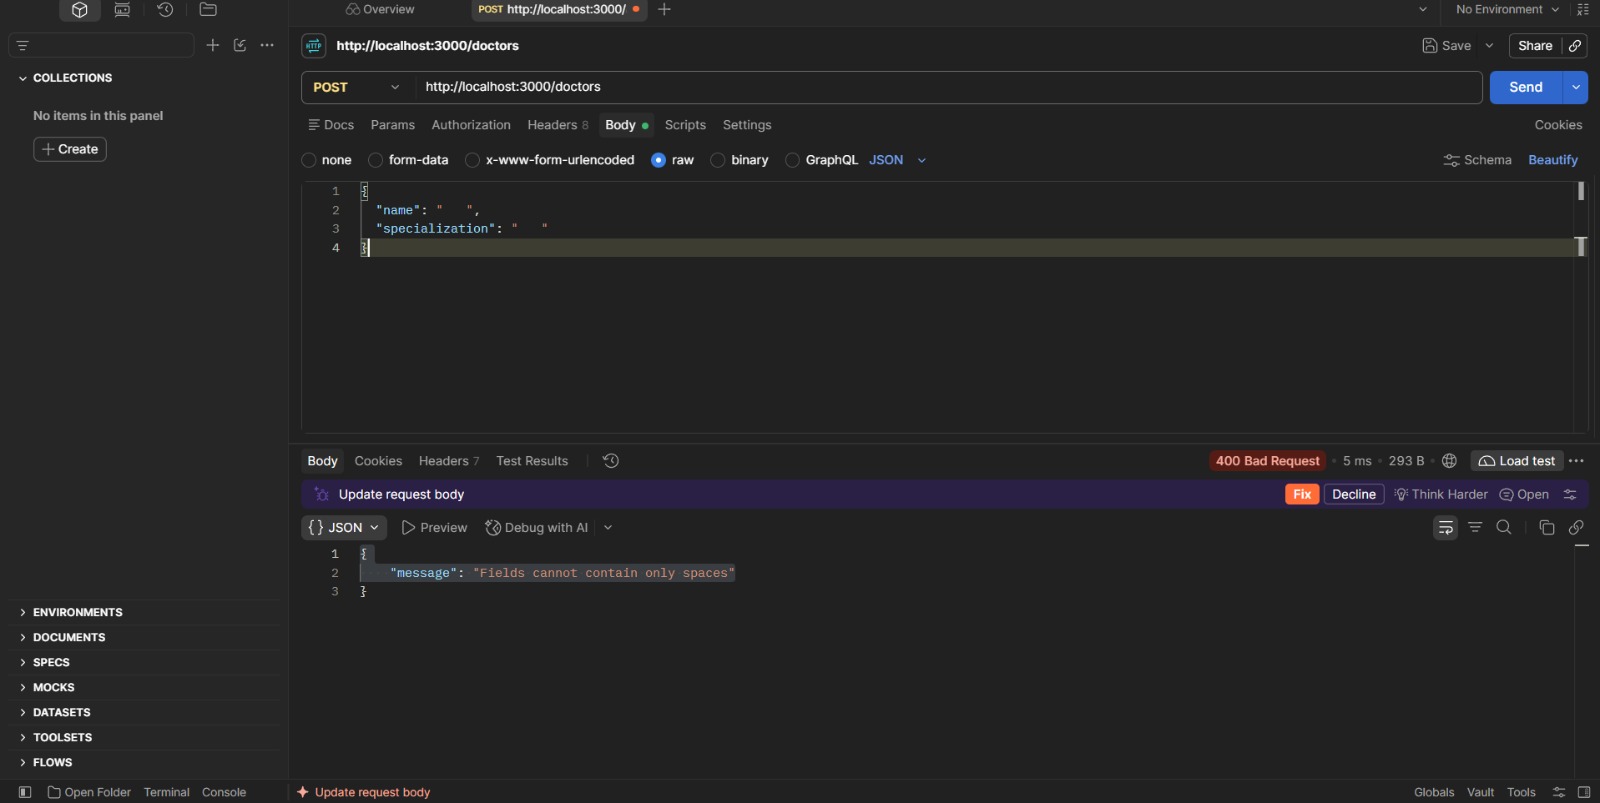 Overview
POST http://localhost:3000/
No Environment
COLLECTIONS
No items in this panel
Create
http://localhost:3000/doctors
Save
Share
POST http://localhost:3000/doctors
Send
Docs Params Authorization Headers 8 Body Scripts Settings
Cookies
none form-data x-www-form-urlencoded raw binary GraphQL JSON
Schema Beautify
1 {
2 "name": "   ",
3 "specialization": "   "
4 }
Body Cookies Headers 7 Test Results
400 Bad Request • 5 ms • 293 B
Load test
Update request body
Fix Decline Think Harder Open
{} JSON Preview Debug with AI
1 {
2 "message": "Fields cannot contain only spaces"
3 }
ENVIRONMENTS
DOCUMENTS
SPECS
MOCKS
DATASETS
TOOLSETS
FLOWS
Open Folder Terminal Console
Update request body
Globals Vault Tools